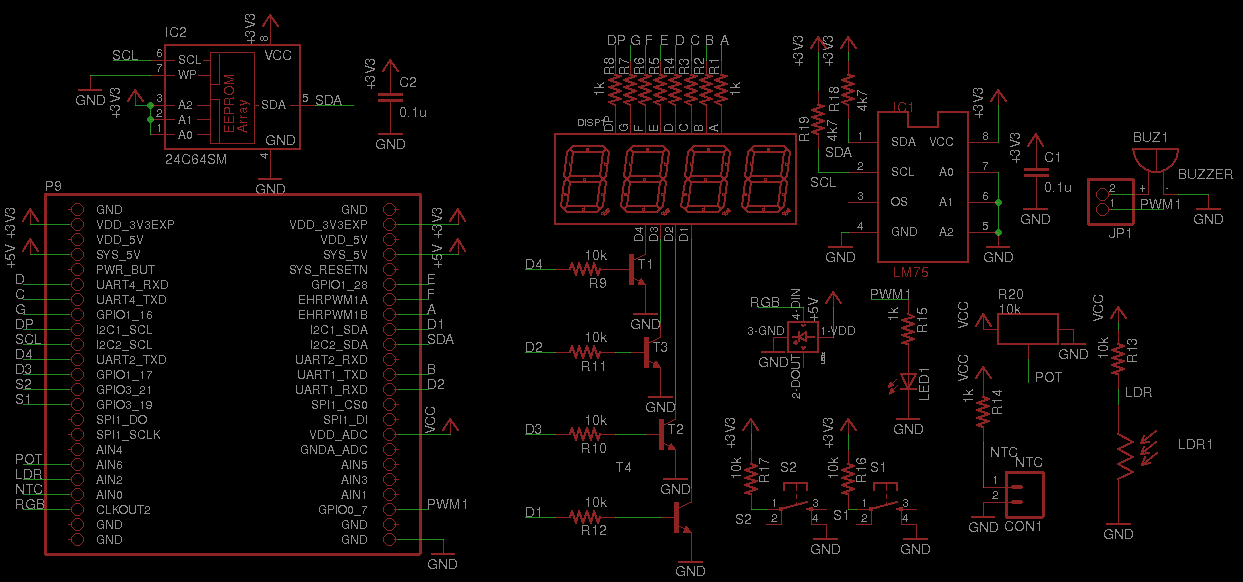 IC2
+3V3
8
VCC
SCL 6 SCL
7 WP
GND
+3V3
3 A2
2 A1
1 A0
EEPROM
Array
SDA 5 SDA
24C64SM
4
GND
+3V3
C2
0.1u
GND
P9
GND GND
+3V3 VDD_3V3EXP VDD_3V3EXP +3V3
VDD_5V VDD_5V
+5V SYS_5V SYS_5V +5V
PWR_BUT SYS_RESETN
D UART4_RXD GPIO1_28 E
C UART4_TXD EHRPWM1A F
G GPIO1_16 EHRPWM1B A
DP I2C1_SCL I2C1_SDA D1
SCL I2C2_SCL I2C2_SDA SDA
D4 UART2_TXD UART2_RXD
D3 GPIO1_17 UART1_TXD B
S2 GPIO3_21 UART1_RXD D2
S1 GPIO3_19 SPI1_CS0
SPI1_DO SPI1_DI
SPI1_SCLK VDD_ADC VCC
AIN4 GNDA_ADC
POT AIN6 AIN5
LDR AIN2 AIN3
NTC AIN0 AIN1
RGB CLKOUT2 GPIO0_7 PWM1
GND GND
GND GND
GND
DP G F E D C B A
R8 R7 R6 R5 R4 R3 R2 R1
1k 1k
DISP1
DP G F E D C B A
D4 D3 D2 D1
D4 10k R9 T1
GND
D2 10k R11 T3
GND
D3 10k R10 T2
GND
T4
D1 10k R12
GND
+3V3 +3V3
R18
4k7
R19
4k7
SDA
SCL
IC1
1 SDA VCC 8
2 SCL A0 7
3 OS A1 6
4 GND A2 5
LM75
GND
GND
+3V3
+3V3
C1
0.1u
GND
BUZ1
BUZZER
+ -
2
1
PWM1
JP1
GND
RGB
4-DIN
+5V
3-GND 1-VDD
GND
2-DOUT
PWM1
1k
R15
LED1
GND
R20
10k
VCC
GND
POT
VCC
1k
R14
NTC
NTC
1
2
GND
CON1
VCC
10k
R13
LDR
LDR1
GND
+3V3
10k
R17
S2
S2
1 3
2 4
GND
+3V3
10k
R16
S1
S1
1 3
2 4
GND